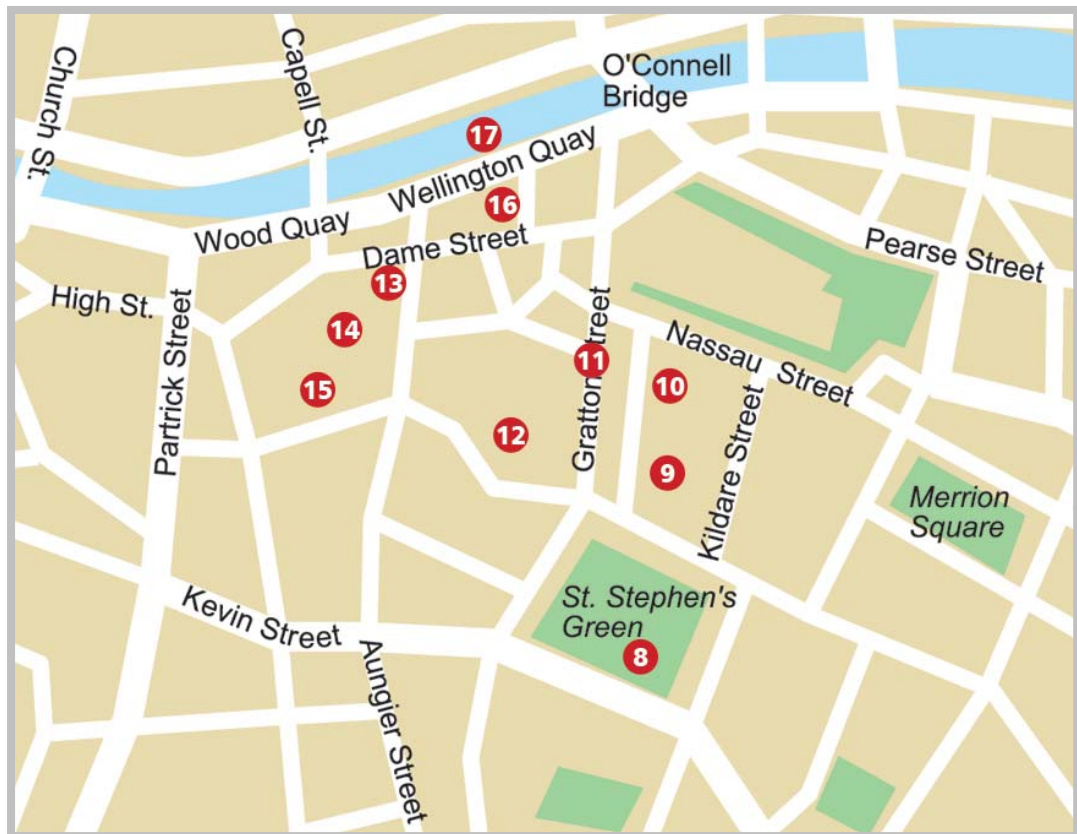 Church St.
Capell St.
O'Connell
Bridge
17
Wellington Quay
16
Wood Quay
Dame Street
Pearse Street
13
High St.
14
Partrick Street
15
11
Gratton Street
Nassau Street
10
12
9
Kildare Street
Merrion
Square
St. Stephen's
Green
8
Kevin Street
Aungier Street